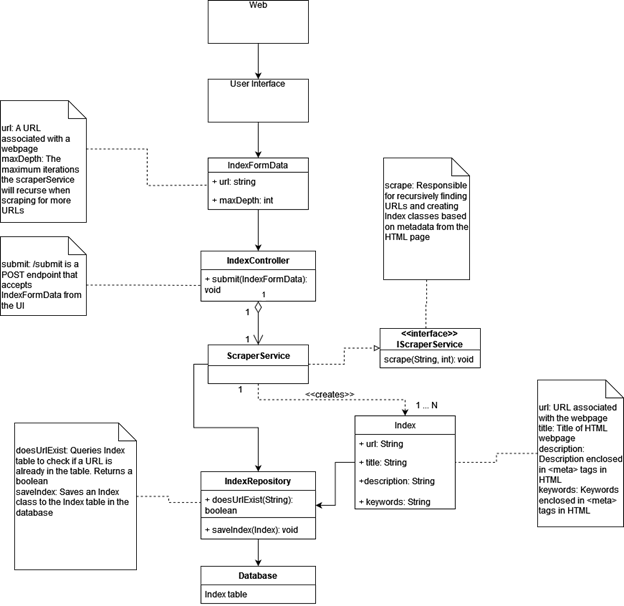 Web
User Interface
url: A URL
associated with a
webpage
maxDepth: The
maximum iterations
the scraperService
will recurse when
scraping for more
URLs
IndexFormData
+ url: string
+ maxDepth: int
scrape: Responsible
for recursively finding
URLs and creating
Index classes based
on metadata from the
HTML page
submit: /submit is a
POST endpoint that
accepts
IndexFormData from
the UI
IndexController
+ submit(IndexFormData):
void
1
1
1
<<interface>>
IScraperService
scrape(String, int): void
ScraperService
1
<<creates>>
1 ... N
Index
+ url: String
+ title: String
+description: String
+ keywords: String
url: URL associated
with the webpage
title: Title of HTML
webpage
description:
Description enclosed
in <meta> tags in
HTML
keywords: Keywords
enclosed in <meta>
tags in HTML
doesUrlExist: Queries Index
table to check if a URL is
already in the table. Returns a
boolean
saveIndex: Saves an Index
class to the Index table in the
database
IndexRepository
+ doesUrlExist(String):
boolean
+ saveIndex(Index): void
Database
Index table